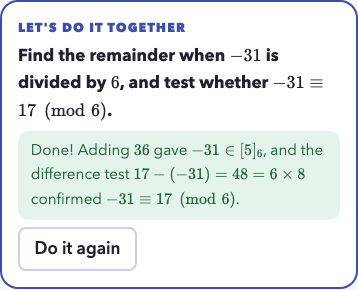 LET'S DO IT TOGETHER
Find the remainder when −31 is
divided by 6, and test whether −31 ≡
17 (mod 6).
Done! Adding 36 gave −31 ∈ [5]₆, and the
difference test 17 − (−31) = 48 = 6 × 8
confirmed −31 ≡ 17 (mod 6).
Do it again